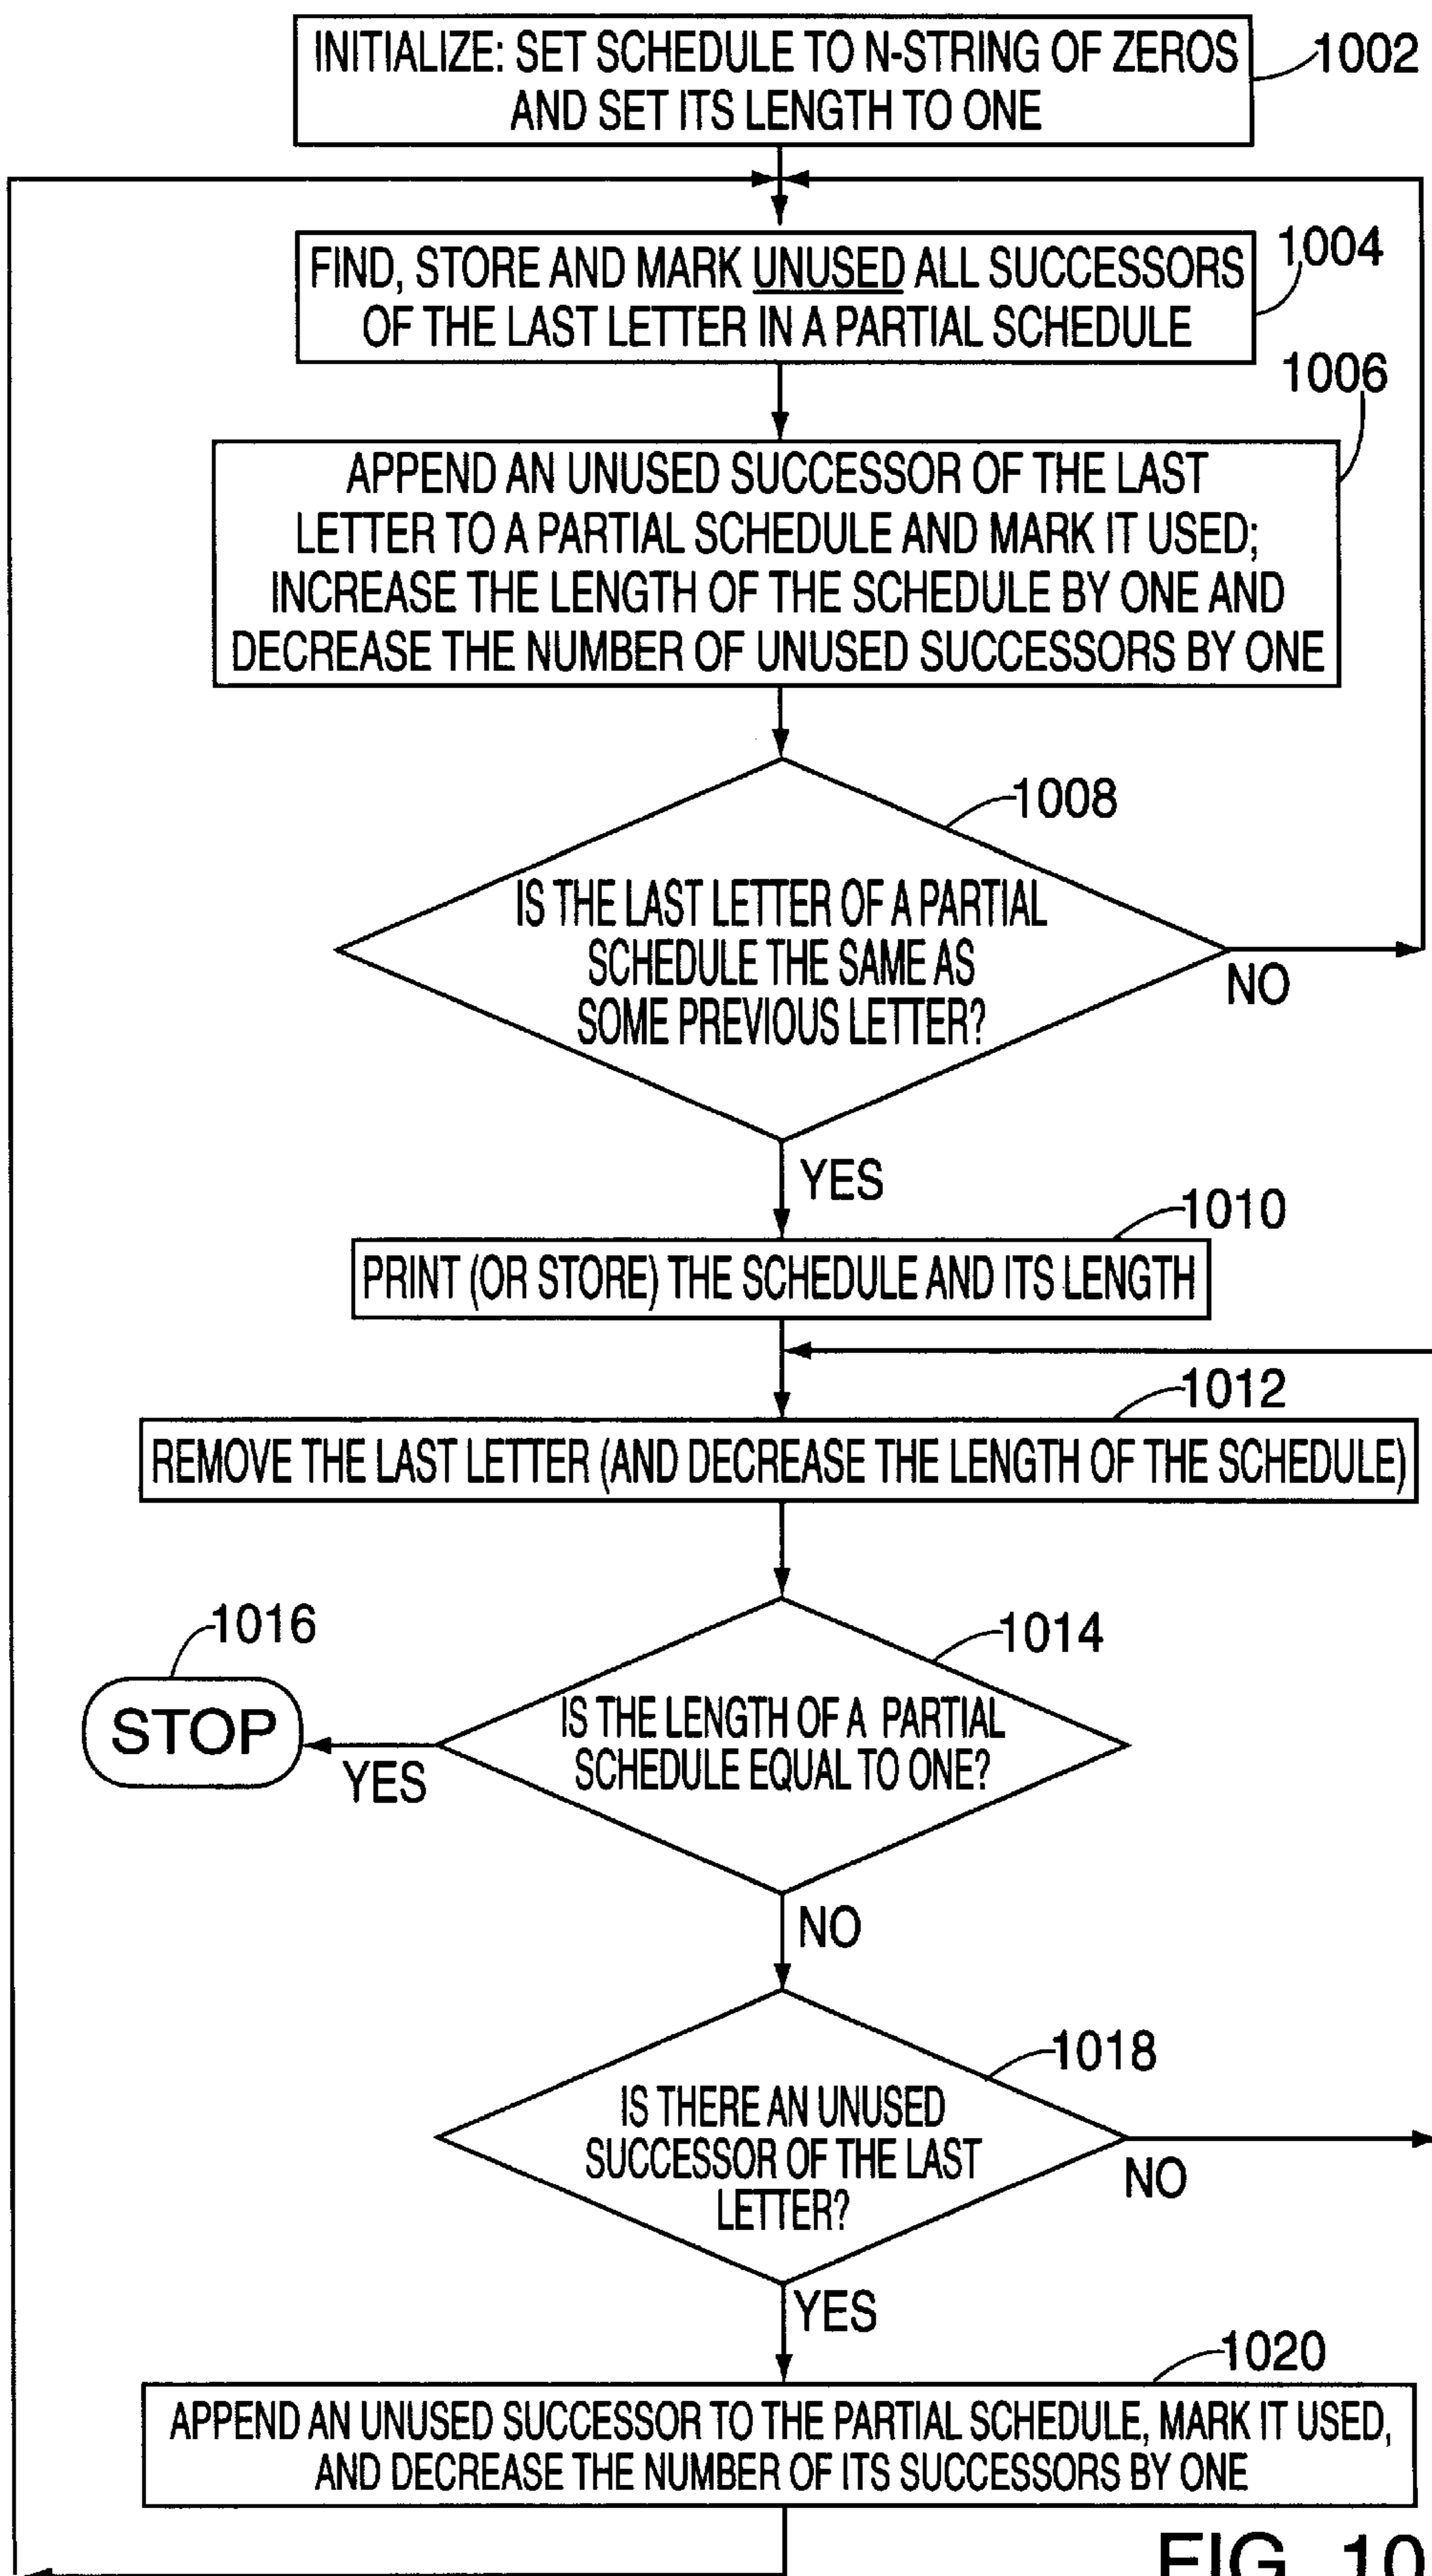 INITIALIZE: SET SCHEDULE TO N-STRING OF ZEROS
AND SET ITS LENGTH TO ONE
1002
FIND, STORE AND MARK UNUSED ALL SUCCESSORS
OF THE LAST LETTER IN A PARTIAL SCHEDULE
1004
1006
APPEND AN UNUSED SUCCESSOR OF THE LAST
LETTER TO A PARTIAL SCHEDULE AND MARK IT USED;
INCREASE THE LENGTH OF THE SCHEDULE BY ONE AND
DECREASE THE NUMBER OF UNUSED SUCCESSORS BY ONE
1008
IS THE LAST LETTER OF A PARTIAL
SCHEDULE THE SAME AS
SOME PREVIOUS LETTER?
NO
YES
1010
PRINT (OR STORE) THE SCHEDULE AND ITS LENGTH
1012
REMOVE THE LAST LETTER (AND DECREASE THE LENGTH OF THE SCHEDULE)
1016
STOP
1014
IS THE LENGTH OF A PARTIAL
SCHEDULE EQUAL TO ONE?
YES
NO
1018
IS THERE AN UNUSED
SUCCESSOR OF THE LAST
LETTER?
NO
YES
1020
APPEND AN UNUSED SUCCESSOR TO THE PARTIAL SCHEDULE, MARK IT USED,
AND DECREASE THE NUMBER OF ITS SUCCESSORS BY ONE
FIG. 10